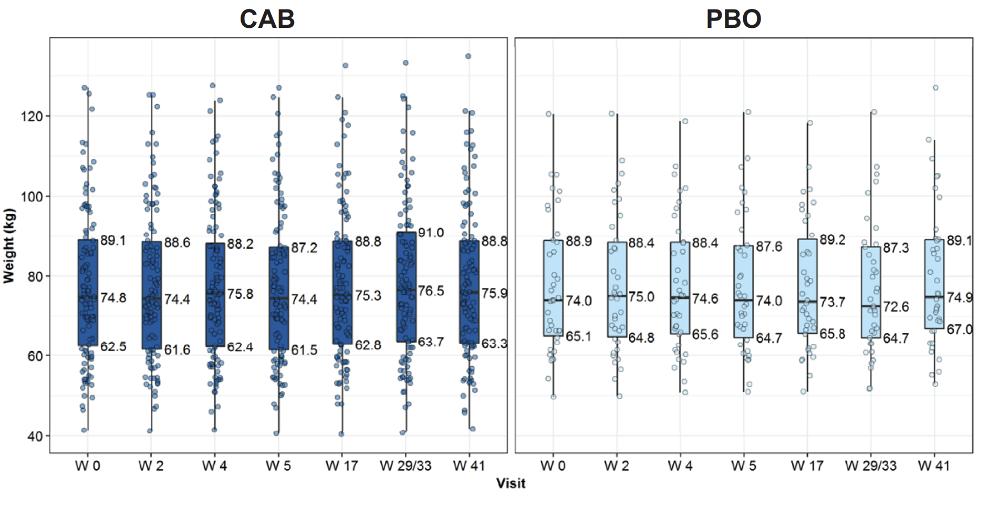 CAB PBO
Weight (kg)
120
100
80
60
40
89.1 88.6 88.2 87.2 88.8 91.0 88.8
74.8 74.4 75.8 74.4 75.3 76.5 75.9
62.5 61.6 62.4 61.5 62.8 63.7 63.3
88.9 88.4 88.4 87.6 89.2 87.3 89.1
74.0 75.0 74.6 74.0 73.7 72.6 74.9
65.1 64.8 65.6 64.7 65.8 64.7 67.0
W 0 W 2 W 4 W 5 W 17 W 29/33 W 41 W 0 W 2 W 4 W 5 W 17 W 29/33 W 41
Visit